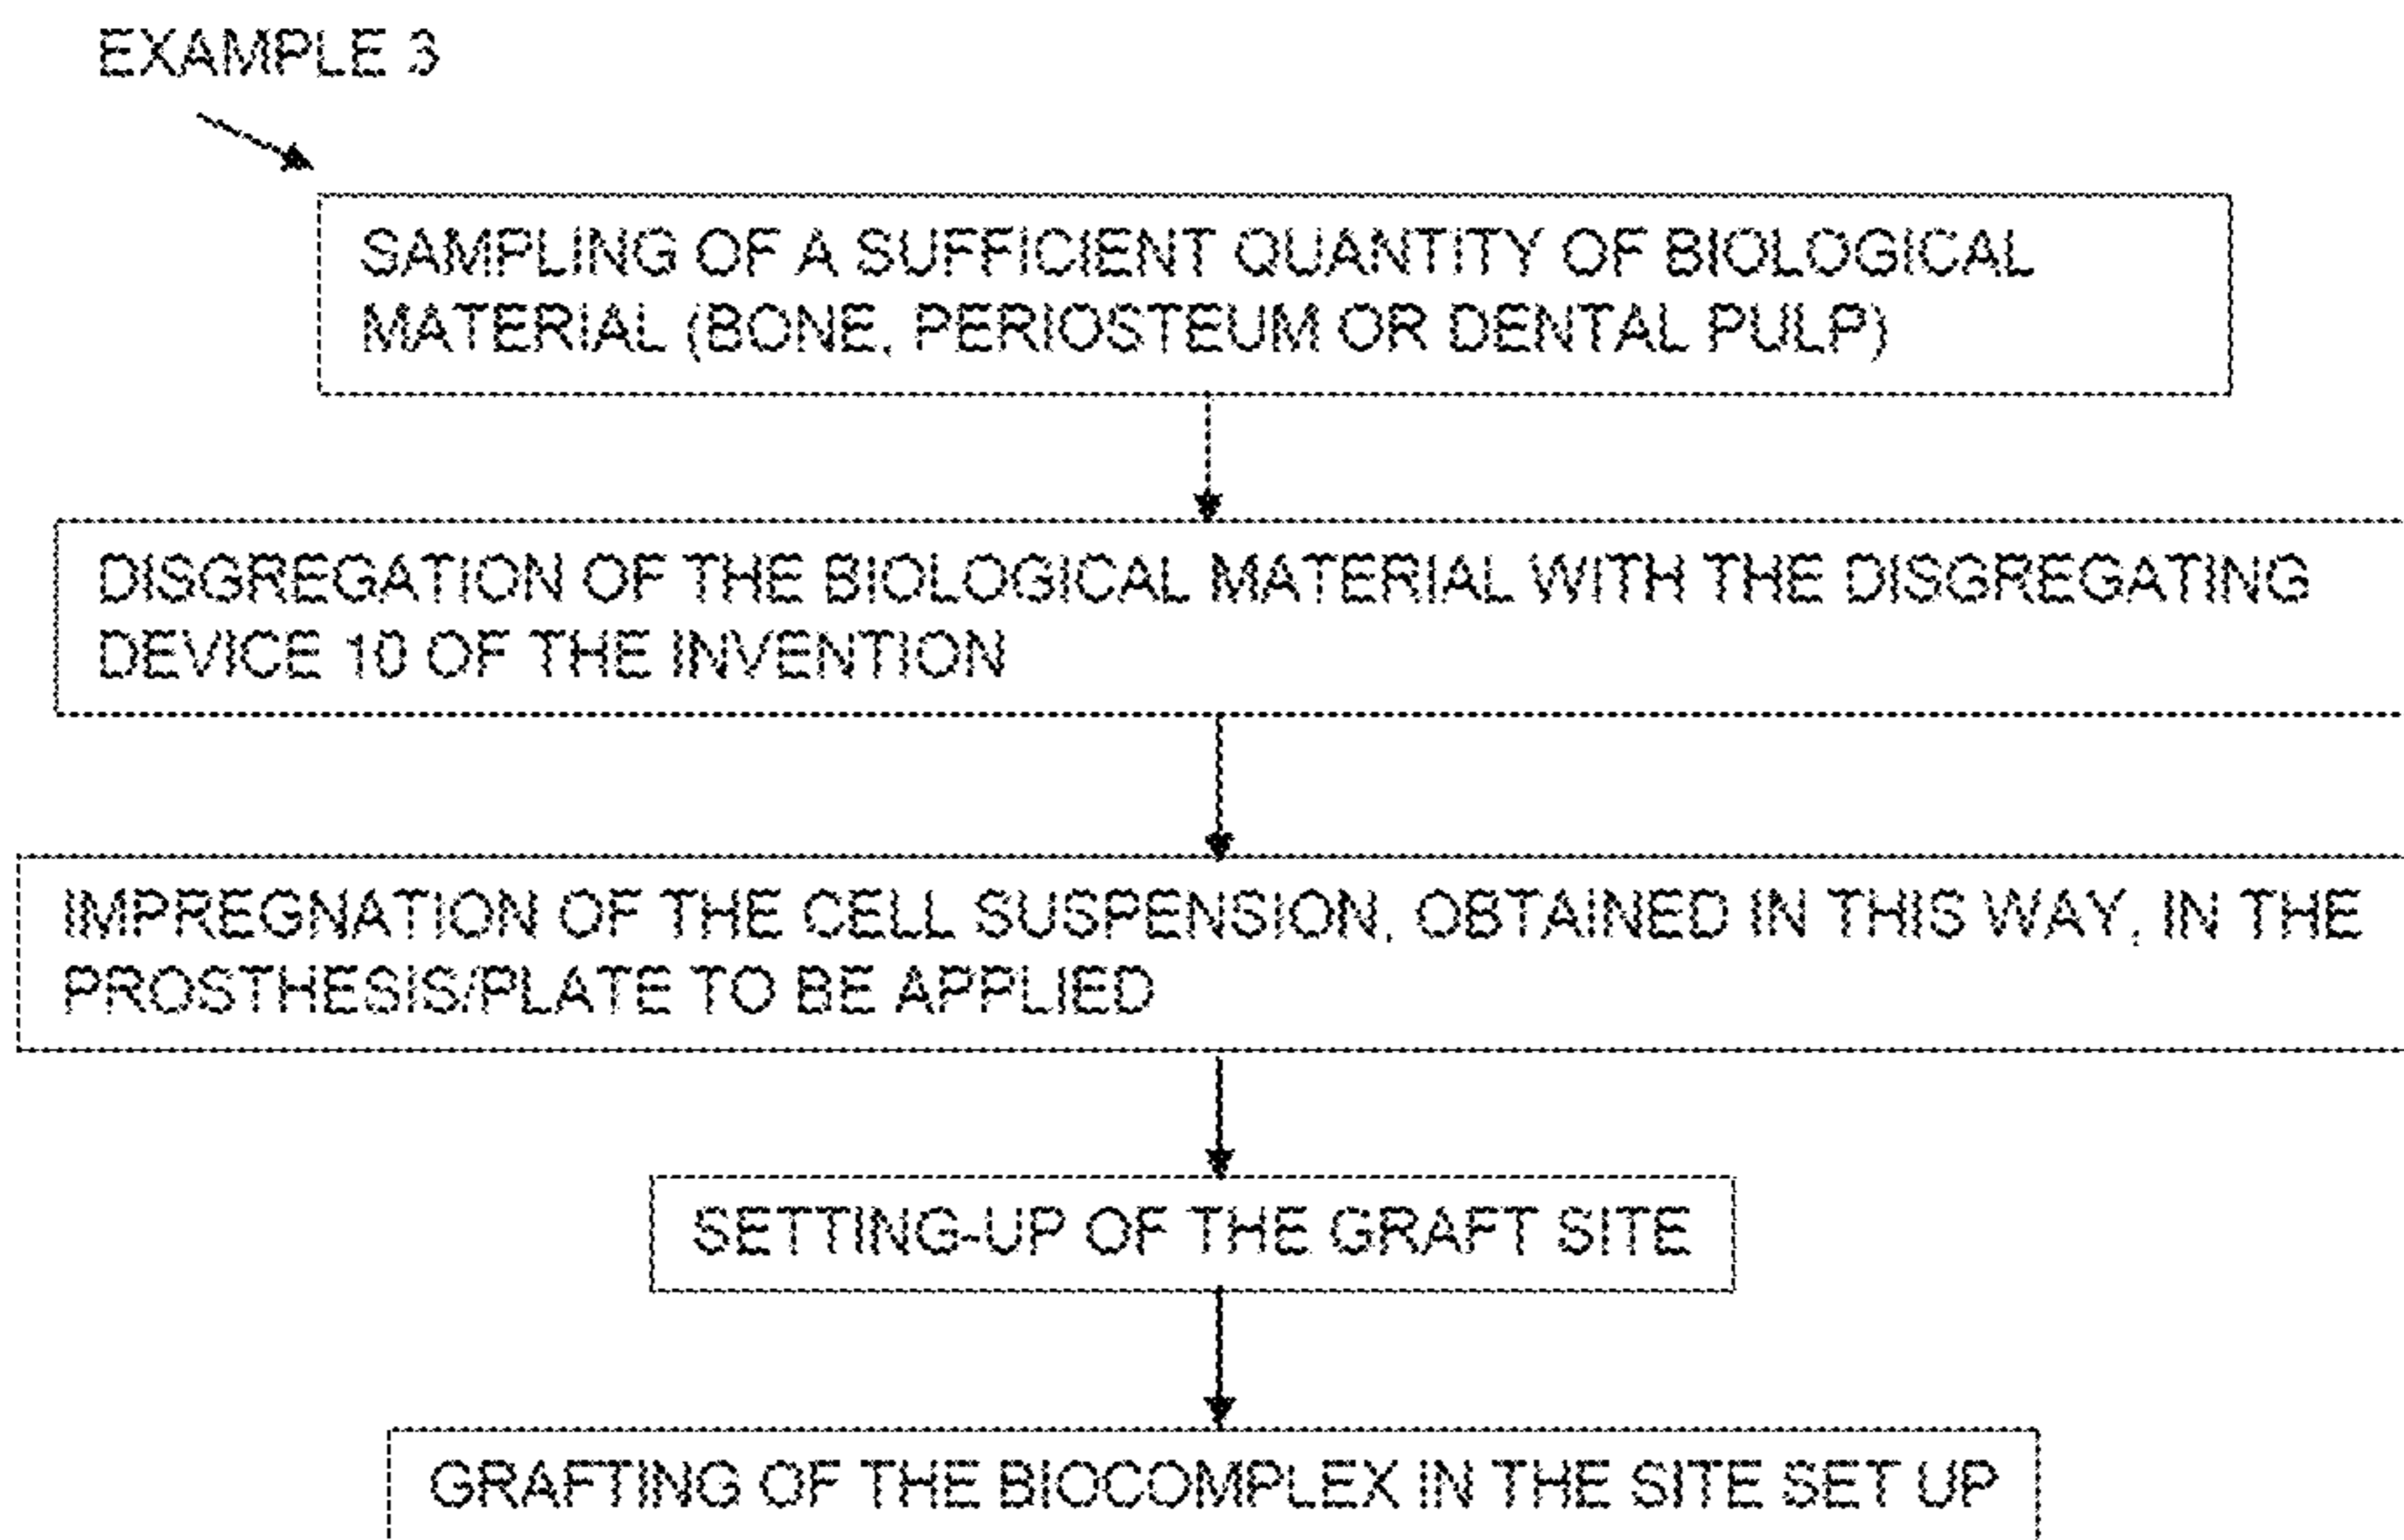 EXAMPLE 3
SAMPLING OF A SUFFICIENT QUANTITY OF BIOLOGICAL
MATERIAL (BONE, PERIOSTEUM OR DENTAL PULP)
DISGREGATION OF THE BIOLOGICAL MATERIAL WITH THE DISGREGATING
DEVICE 10 OF THE INVENTION
IMPREGNATION OF THE CELL SUSPENSION, OBTAINED IN THIS WAY, IN THE
PROSTHESIS/PLATE TO BE APPLIED
SETTING-UP OF THE GRAFT SITE
GRAFTING OF THE BIOCOMPLEX IN THE SITE SET UP